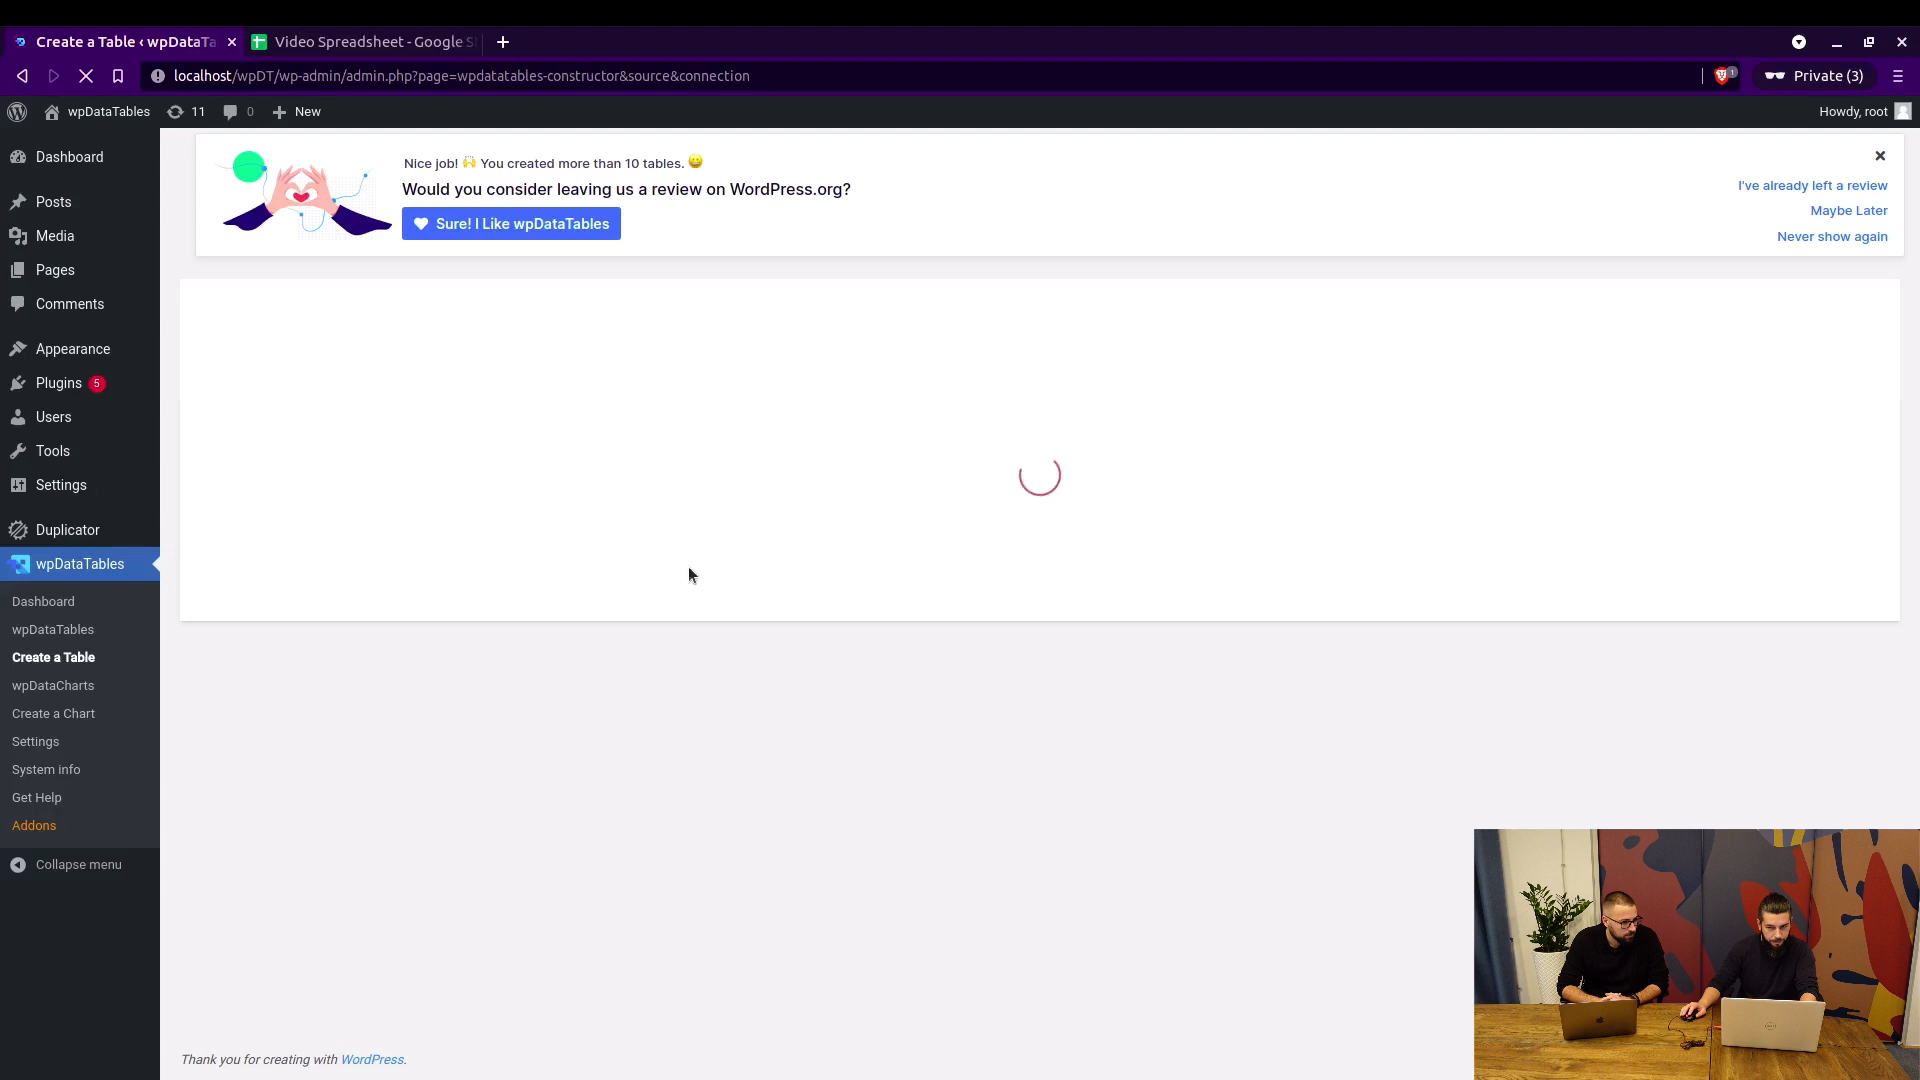 Create a Table ‹ wpDataTa
Video Spreadsheet - Google S
localhost/wpDT/wp-admin/admin.php?page=wpdatatables-constructor&source&connection
1
Private (3)
wpDataTables
11
0
New
Howdy, root
Dashboard
Posts
Media
Pages
Comments
Appearance
Plugins 5
Users
Tools
Settings
Duplicator
wpDataTables
Dashboard
wpDataTables
Create a Table
wpDataCharts
Create a Chart
Settings
System info
Get Help
Addons
Collapse menu
Nice job! 🙌 You created more than 10 tables. 😀
Would you consider leaving us a review on WordPress.org?
Sure! I Like wpDataTables
I've already left a review
Maybe Later
Never show again
Thank you for creating with WordPress.